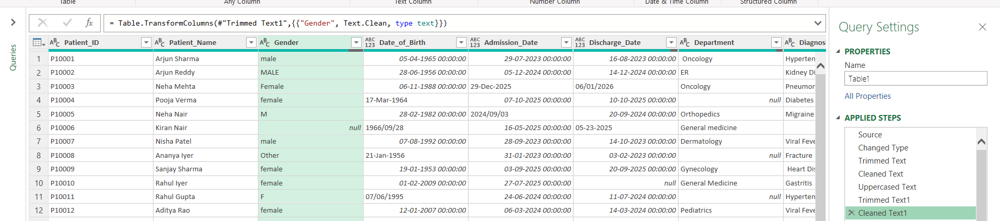 Table Any Column Text Column Number Column Date & Time Column Structured Column
= Table.TransformColumns(#"Trimmed Text1",{{"Gender", Text.Clean, type text}})
Queries
Patient_ID Patient_Name Gender Date_of_Birth Admission_Date Discharge_Date Department Diagnos
1 P10001 Arjun Sharma male 05-04-1965 00:00:00 29-07-2023 00:00:00 16-08-2023 00:00:00 Oncology Hyperten
2 P10002 Arjun Reddy MALE 28-06-1956 00:00:00 05-12-2024 00:00:00 14-12-2024 00:00:00 ER Kidney Di
3 P10003 Neha Mehta Female 06-11-1988 00:00:00 29-Dec-2025 06/01/2026 Oncology Pneumon
4 P10004 Pooja Verma female 17-Mar-1964 07-10-2025 00:00:00 10-10-2025 00:00:00 null Diabetes
5 P10005 Neha Nair M 28-02-1982 00:00:00 2024/09/03 20-09-2024 00:00:00 Orthopedics Migraine
6 P10006 Kiran Nair null 1966/09/28 16-05-2025 00:00:00 05-23-2025 General medicine
7 P10007 Nisha Patel male 07-08-1992 00:00:00 28-09-2023 00:00:00 14-10-2023 00:00:00 Dermatology Viral Feve
8 P10008 Ananya Iyer Other 21-Jan-1956 31-01-2023 00:00:00 03-02-2023 00:00:00 null Fracture
9 P10009 Sanjay Sharma female 19-01-1953 00:00:00 03-09-2025 00:00:00 20-09-2025 00:00:00 Gynecology Heart Dis
10 P10010 Rahul Iyer female 01-02-2009 00:00:00 27-07-2025 00:00:00 null General Medicine Gastritis
11 P10011 Rahul Gupta F 07/06/1995 24-06-2024 00:00:00 11-07-2024 00:00:00 null Hyperten
12 P10012 Aditya Rao female 12-01-2007 00:00:00 06-03-2024 00:00:00 14-03-2024 00:00:00 Pediatrics Viral Feve
Query Settings
PROPERTIES
Name
Table1
All Properties
APPLIED STEPS
Source
Changed Type
Trimmed Text
Cleaned Text
Uppercased Text
Trimmed Text1
Cleaned Text1